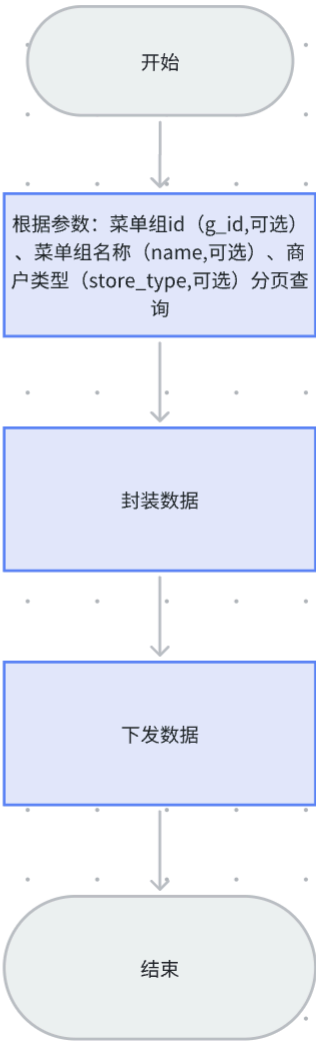 开始
根据参数：菜单组id（g_id,可选）
、菜单组名称（name,可选）、商
户类型（store_type,可选）分页查
询
封装数据
下发数据
结束